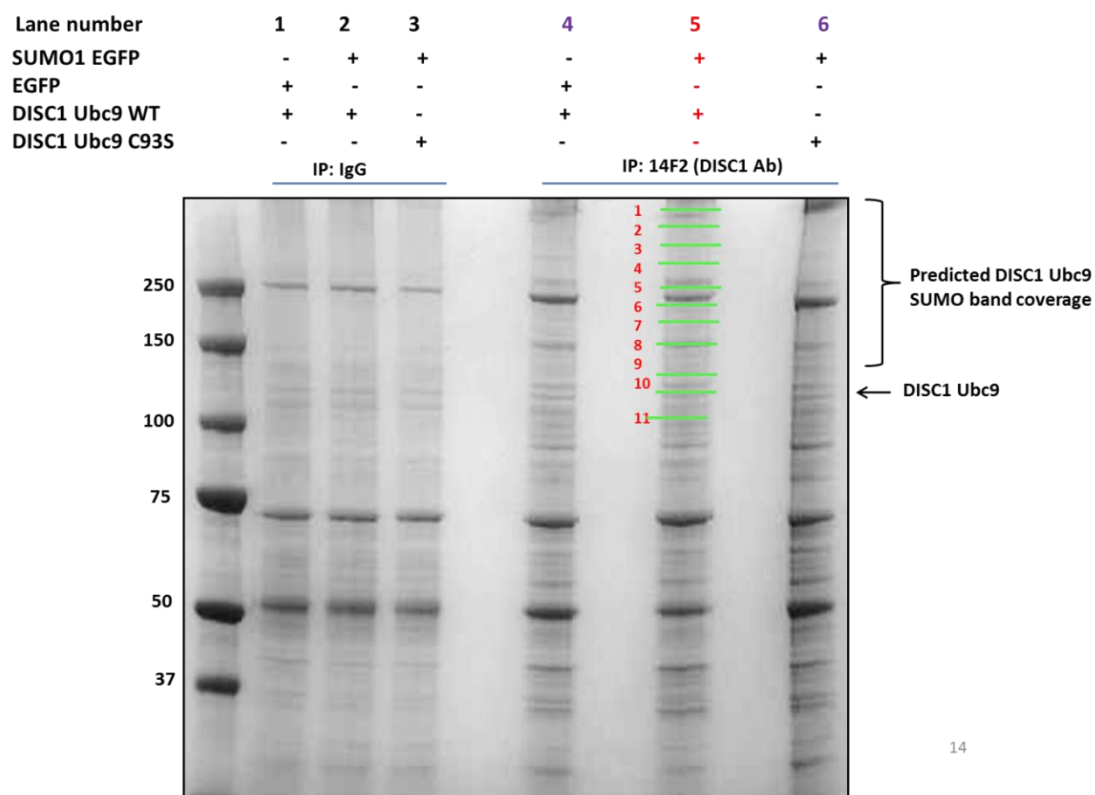 Lane number 1 2 3 4 5 6
SUMO1 EGFP - + + - + +
EGFP + - - + - -
DISC1 Ubc9 WT + + - + + -
DISC1 Ubc9 C93S - - + - - +
IP: IgG IP: 14F2 (DISC1 Ab)
1
2
3
4
250 5
6
7
150 8
9
10
100 11
75
50
37
Predicted DISC1 Ubc9
SUMO band coverage
DISC1 Ubc9
14